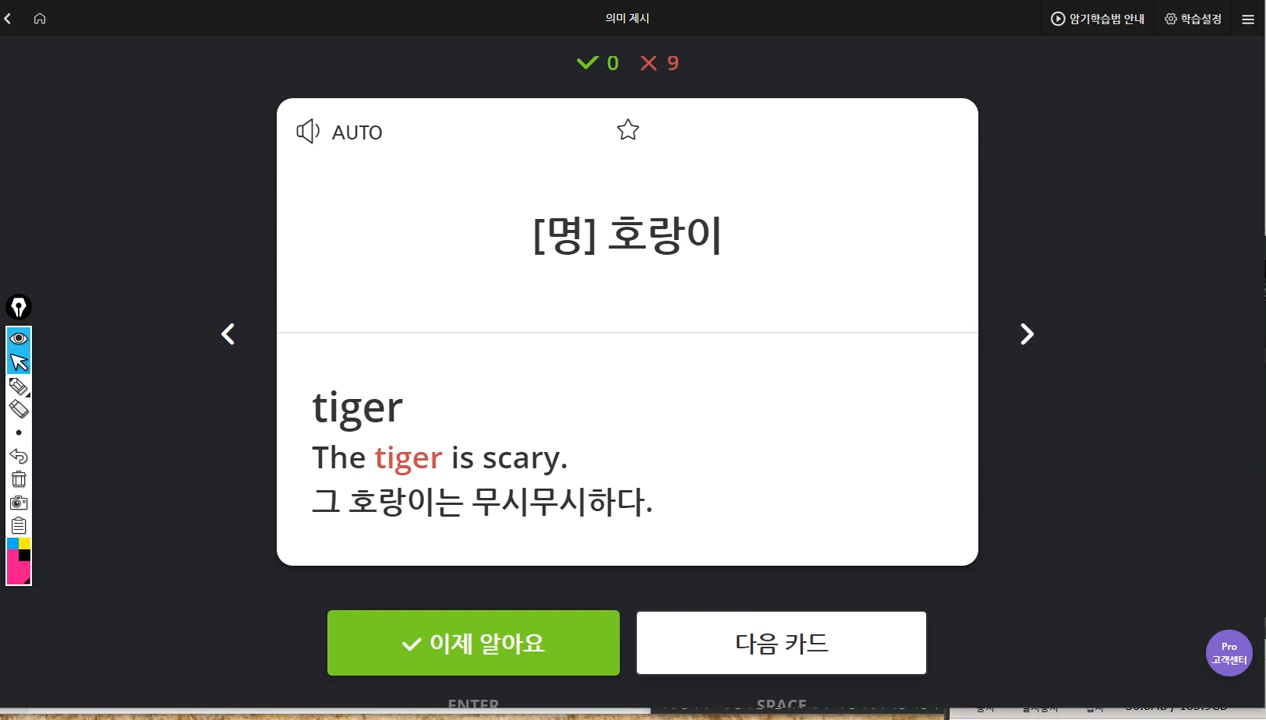 의미 제시
암기학습법 안내
학습설정
0
9
AUTO
[명] 호랑이
tiger
The tiger is scary.
그 호랑이는 무시무시하다.
이제 알아요
다음 카드
Pro
고객센터
ENTER
SPACE